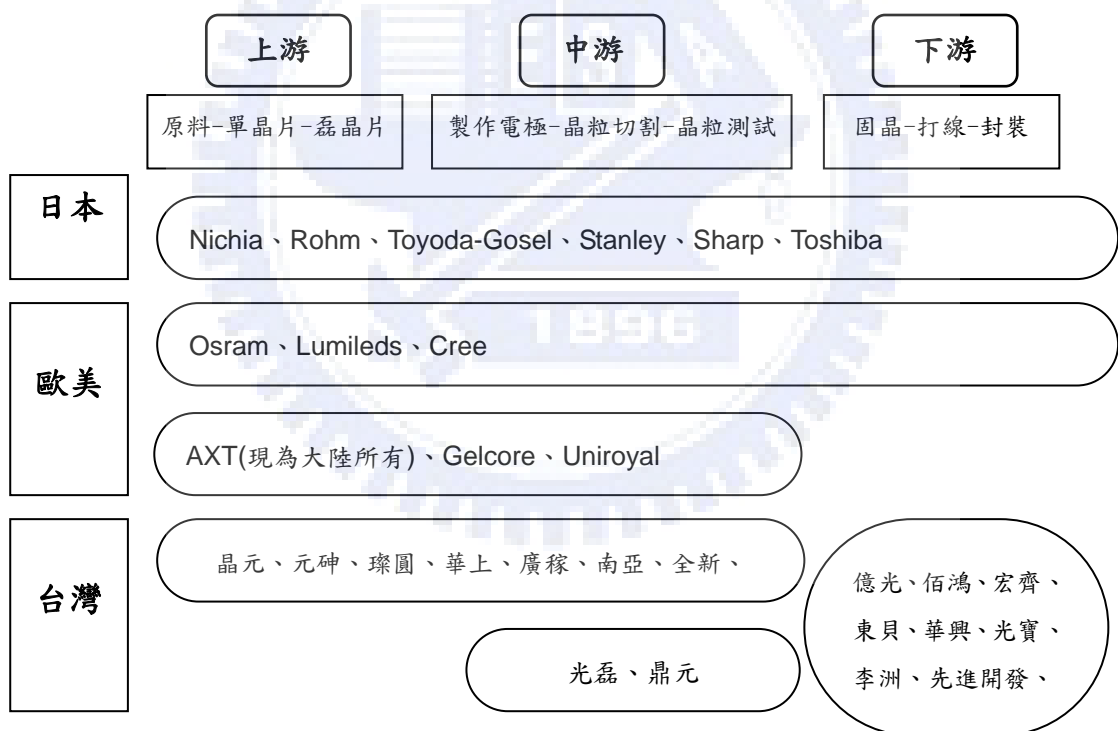 上游
中游
下游
原料-單晶片-磊晶片
製作電極-晶粒切割-晶粒測試
固晶-打線-封裝
日本
Nichia、Rohm、Toyoda-Gosel、Stanley、Sharp、Toshiba
歐美
Osram、Lumileds、Cree
AXT(現為大陸所有)、Gelcore、Uniroyal
台灣
晶元、元砷、璨圓、華上、廣稼、南亞、全新、
光磊、鼎元
億光、佰鴻、宏齊、
東貝、華興、光寶、
李洲、先進開發、
1896